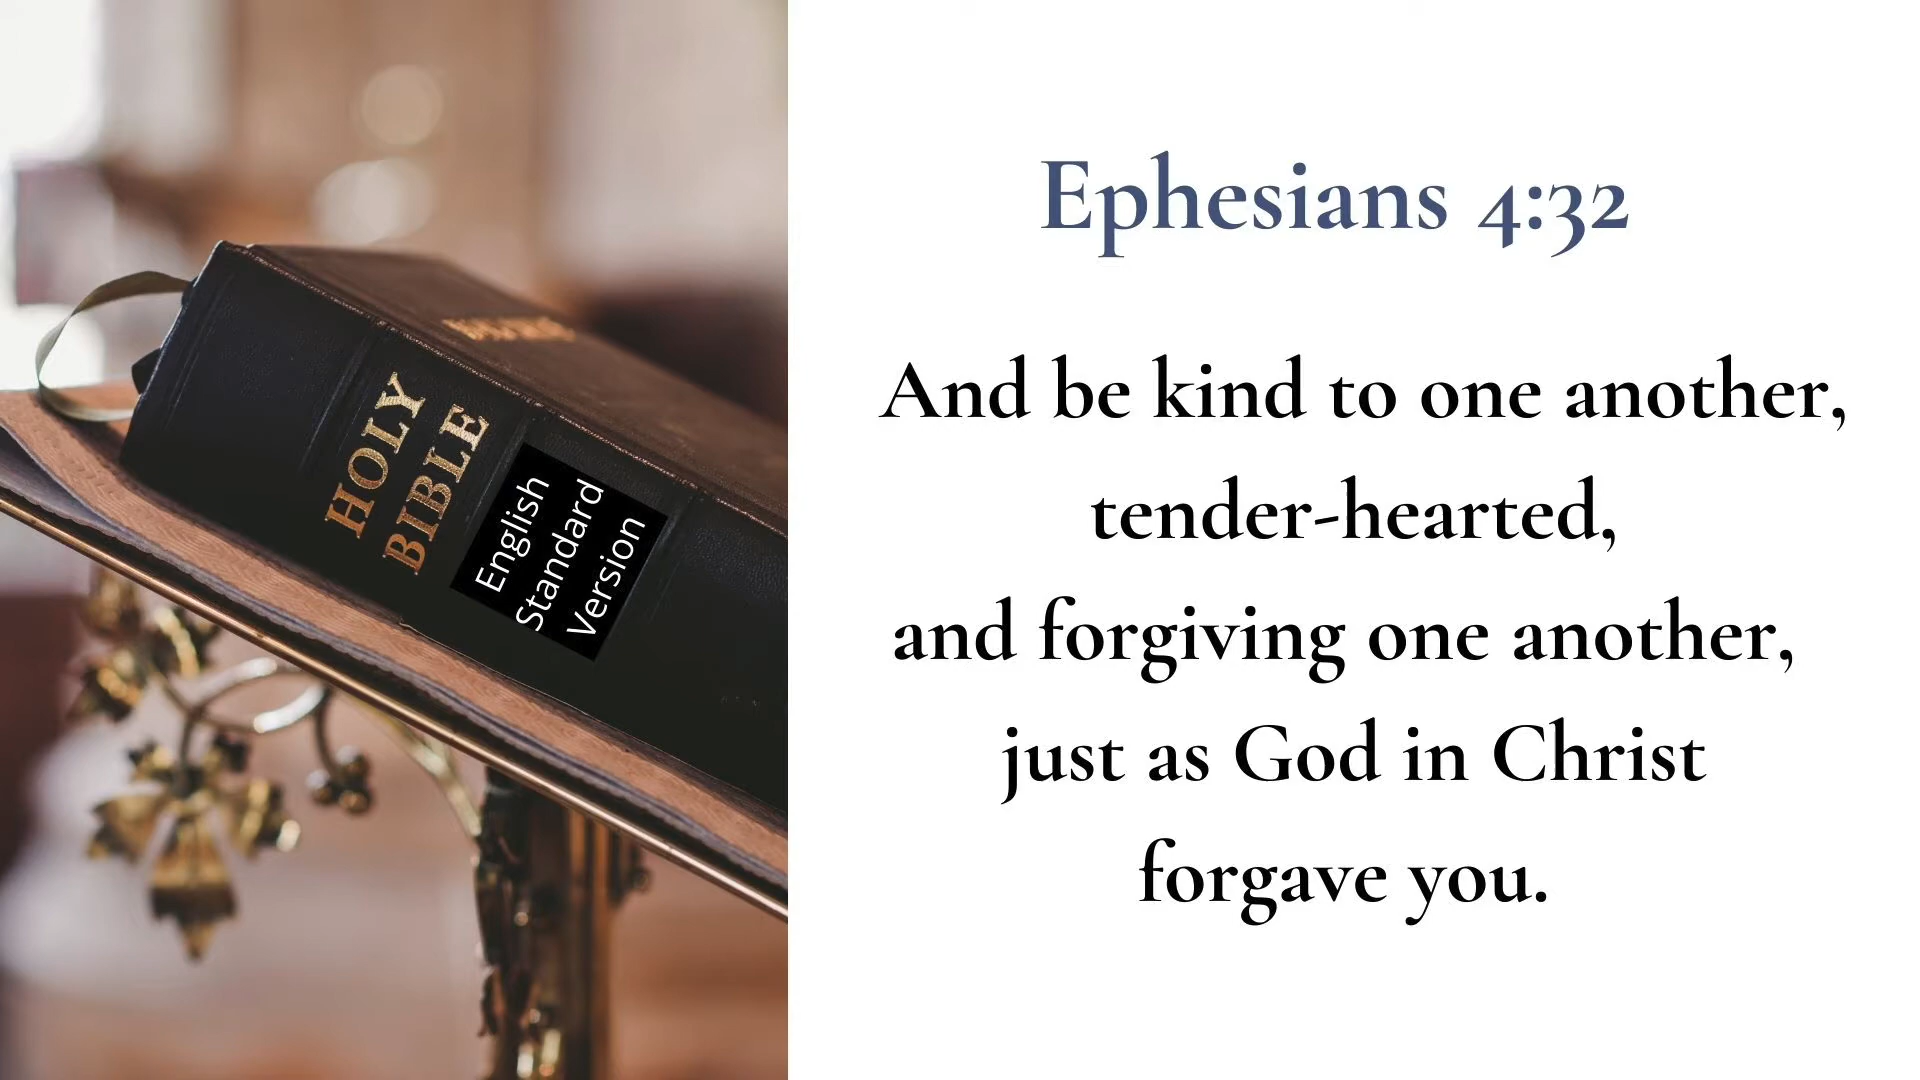 HOLY
BIBLE
English
Standard
Version
Ephesians 4:32
And be kind to one another,
tender-hearted,
and forgiving one another,
just as God in Christ
forgave you.